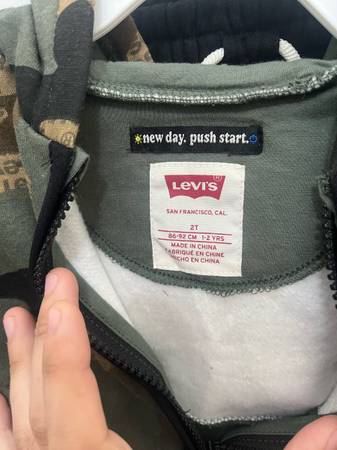 new day. push start.
LEVI'S
®
SAN FRANCISCO, CAL.
2T
86-92 CM 1-2 YRS
MADE IN CHINA
FABRIQUÉ EN CHINE
HECHO EN CHINA